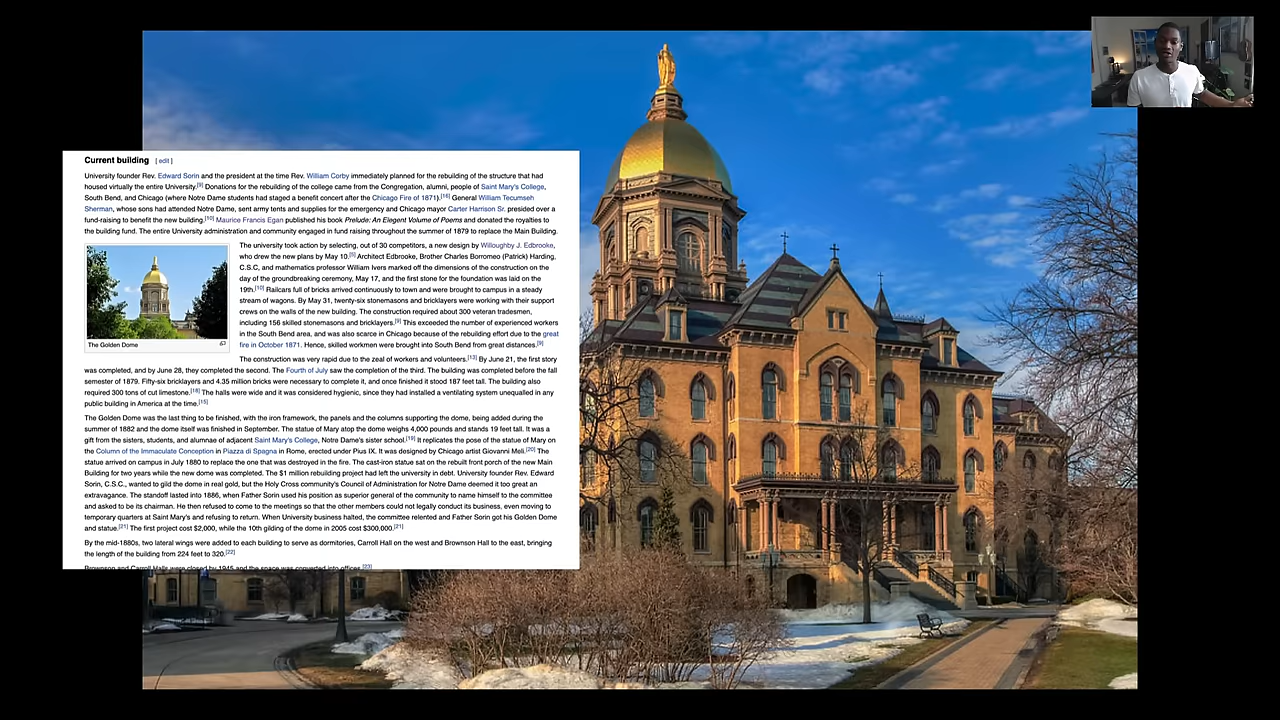 Current building [ edit ]
University founder Rev. Edward Sorin and the president at the time Rev. William Corby immediately planned for the rebuilding of the structure that had
housed virtually the entire University.[9] Donations for the rebuilding of the college came from the Congregation, alumni, people of Saint Mary's College,
South Bend, and Chicago (where Notre Dame students had staged a benefit concert after the Chicago Fire of 1871).[16] General William Tecumseh
Sherman, whose sons had attended Notre Dame, sent army tents and supplies for the emergency and Chicago mayor Carter Harrison Sr. presided over a
fund-raising to benefit the new building.[10] Maurice Francis Egan published his book Prelude: An Elegent Volume of Poems and donated the royalties to
the building fund. The entire University administration and community engaged in fund raising throughout the summer of 1879 to replace the Main Building.
The university took action by selecting, out of 30 competitors, a new design by Willoughby J. Edbrooke,
who drew the new plans by May 10.[5] Architect Edbrooke, Brother Charles Borromeo (Patrick) Harding,
C.S.C, and mathematics professor William Ivers marked off the dimensions of the construction on the
day of the groundbreaking ceremony, May 17, and the first stone for the foundation was laid on the
19th.[10] Railcars full of bricks arrived continuously to town and were brought to campus in a steady
stream of wagons. By May 31, twenty-six stonemasons and bricklayers were working with their support
crews on the walls of the new building. The construction required about 300 veteran tradesmen,
including 156 skilled stonemasons and bricklayers.[9] This exceeded the number of experienced workers
in the South Bend area, and was also scarce in Chicago because of the rebuilding effort due to the great
fire in October 1871. Hence, skilled workmen were brought into South Bend from great distances.[9]
The Golden Dome
The construction was very rapid due to the zeal of workers and volunteers.[13] By June 21, the first story
was completed, and by June 28, they completed the second. The Fourth of July saw the completion of the third. The building was completed before the fall
semester of 1879. Fifty-six bricklayers and 4.35 million bricks were necessary to complete it, and once finished it stood 187 feet tall. The building also
required 300 tons of cut limestone.[18] The halls were wide and it was considered hygienic, since they had installed a ventilating system unequalled in any
public building in America at the time.[15]
The Golden Dome was the last thing to be finished, with the iron framework, the panels and the columns supporting the dome, being added during the
summer of 1882 and the dome itself was finished in September. The statue of Mary atop the dome weighs 4,000 pounds and stands 19 feet tall. It was a
gift from the sisters, students, and alumnae of adjacent Saint Mary's College, Notre Dame's sister school.[19] It replicates the pose of the statue of Mary on
the Column of the Immaculate Conception in Piazza di Spagna in Rome, erected under Pius IX. It was designed by Chicago artist Giovanni Meli.[20] The
statue arrived on campus in July 1880 to replace the one that was destroyed in the fire. The cast-iron statue sat on the rebuilt front porch of the new Main
Building for two years while the new dome was completed. The $1 million rebuilding project had left the university in debt. University founder Rev. Edward
Sorin, C.S.C., wanted to gild the dome in real gold, but the Holy Cross community's Council of Administration for Notre Dame deemed it too great an
extravagance. The standoff lasted into 1886, when Father Sorin used his position as superior general of the community to name himself to the committee
and asked to be its chairman. He then refused to come to the meetings so that the other members could not legally conduct its business, even moving to
temporary quarters at Saint Mary's and refusing to return. When University business halted, the committee relented and Father Sorin got his Golden Dome
and statue.[21] The first project cost $2,000, while the 10th gilding of the dome in 2005 cost $300,000.[21]
By the mid-1880s, two lateral wings were added to each building to serve as dormitories, Carroll Hall on the west and Brownson Hall to the east, bringing
the length of the building from 224 feet to 320.[22]
Brownson and Carroll Halls were closed by 1945 and the space was converted into offices.[23]